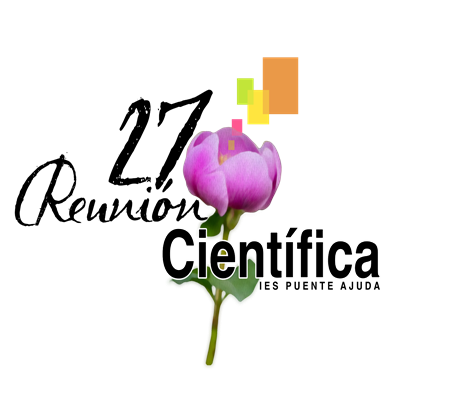 27
Reunión
Científica
IES PUENTE AJUDA